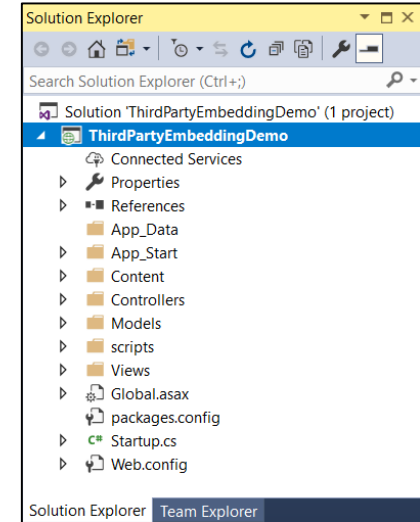 Solution Explorer
Search Solution Explorer (Ctrl+;)
Solution 'ThirdPartyEmbeddingDemo' (1 project)
ThirdPartyEmbeddingDemo
Connected Services
Properties
References
App_Data
App_Start
Content
Controllers
Models
scripts
Views
Global.asax
packages.config
C# Startup.cs
Web.config
Solution Explorer Team Explorer